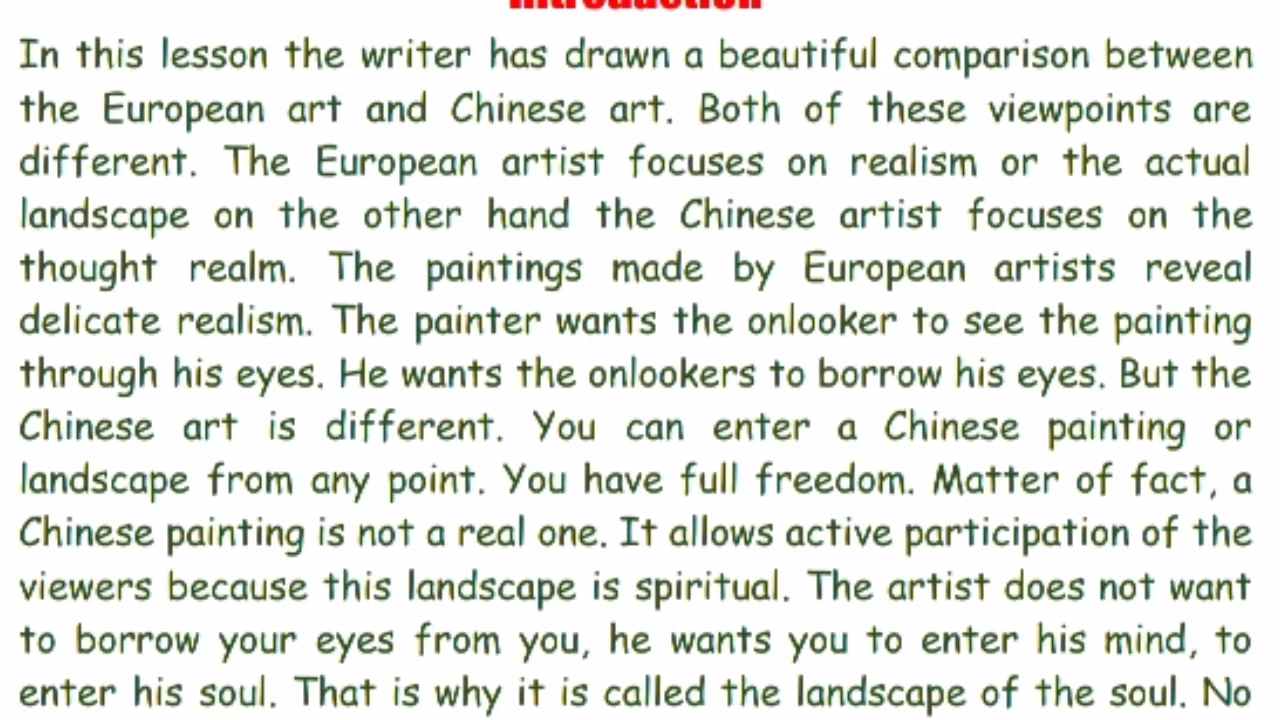 Introduction
In this lesson the writer has drawn a beautiful comparison between
the European art and Chinese art. Both of these viewpoints are
different. The European artist focuses on realism or the actual
landscape on the other hand the Chinese artist focuses on the
thought realm. The paintings made by European artists reveal
delicate realism. The painter wants the onlooker to see the painting
through his eyes. He wants the onlookers to borrow his eyes. But the
Chinese art is different. You can enter a Chinese painting or
landscape from any point. You have full freedom. Matter of fact, a
Chinese painting is not a real one. It allows active participation of the
viewers because this landscape is spiritual. The artist does not want
to borrow your eyes from you, he wants you to enter his mind, to
enter his soul. That is why it is called the landscape of the soul. No